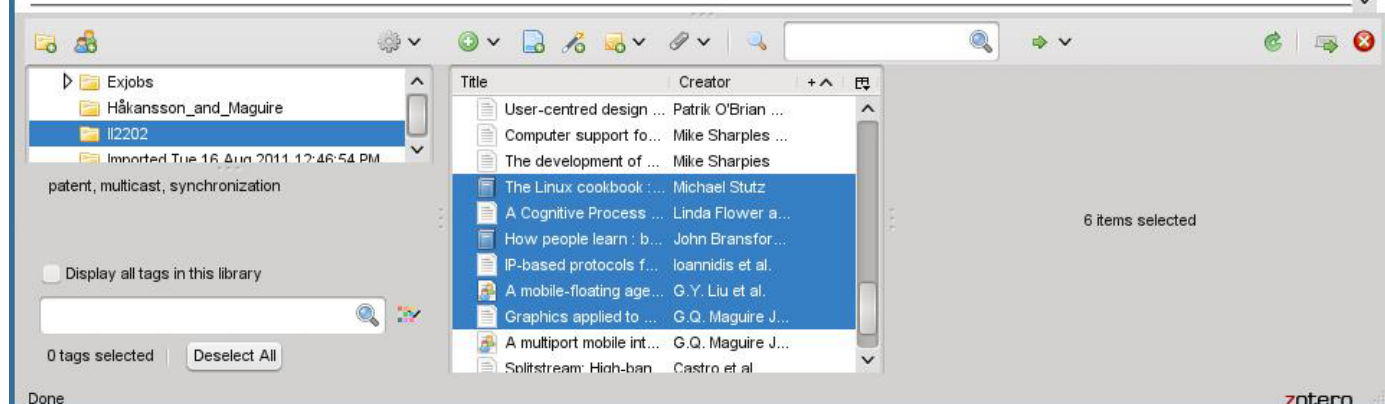 Exjobs
Håkansson_and_Maguire
II2202
Imported Tue 16 Aug 2011 12:46:54 PM
patent, multicast, synchronization
Display all tags in this library
0 tags selected Deselect All
Title Creator
User-centred design ... Patrik O'Brian ...
Computer support fo... Mike Sharples ...
The development of ... Mike Sharpies
The Linux cookbook :... Michael Stutz
A Cognitive Process ... Linda Flower a...
How people learn : b... John Bransfor...
IP-based protocols f... Ioannidis et al.
A mobile-floating age... G.Y. Liu et al.
Graphics applied to ... G.Q. Maguire J...
A multiport mobile int... G.Q. Maguire J...
Splitstream: High-ban Castro et al
6 items selected
Done
zotero